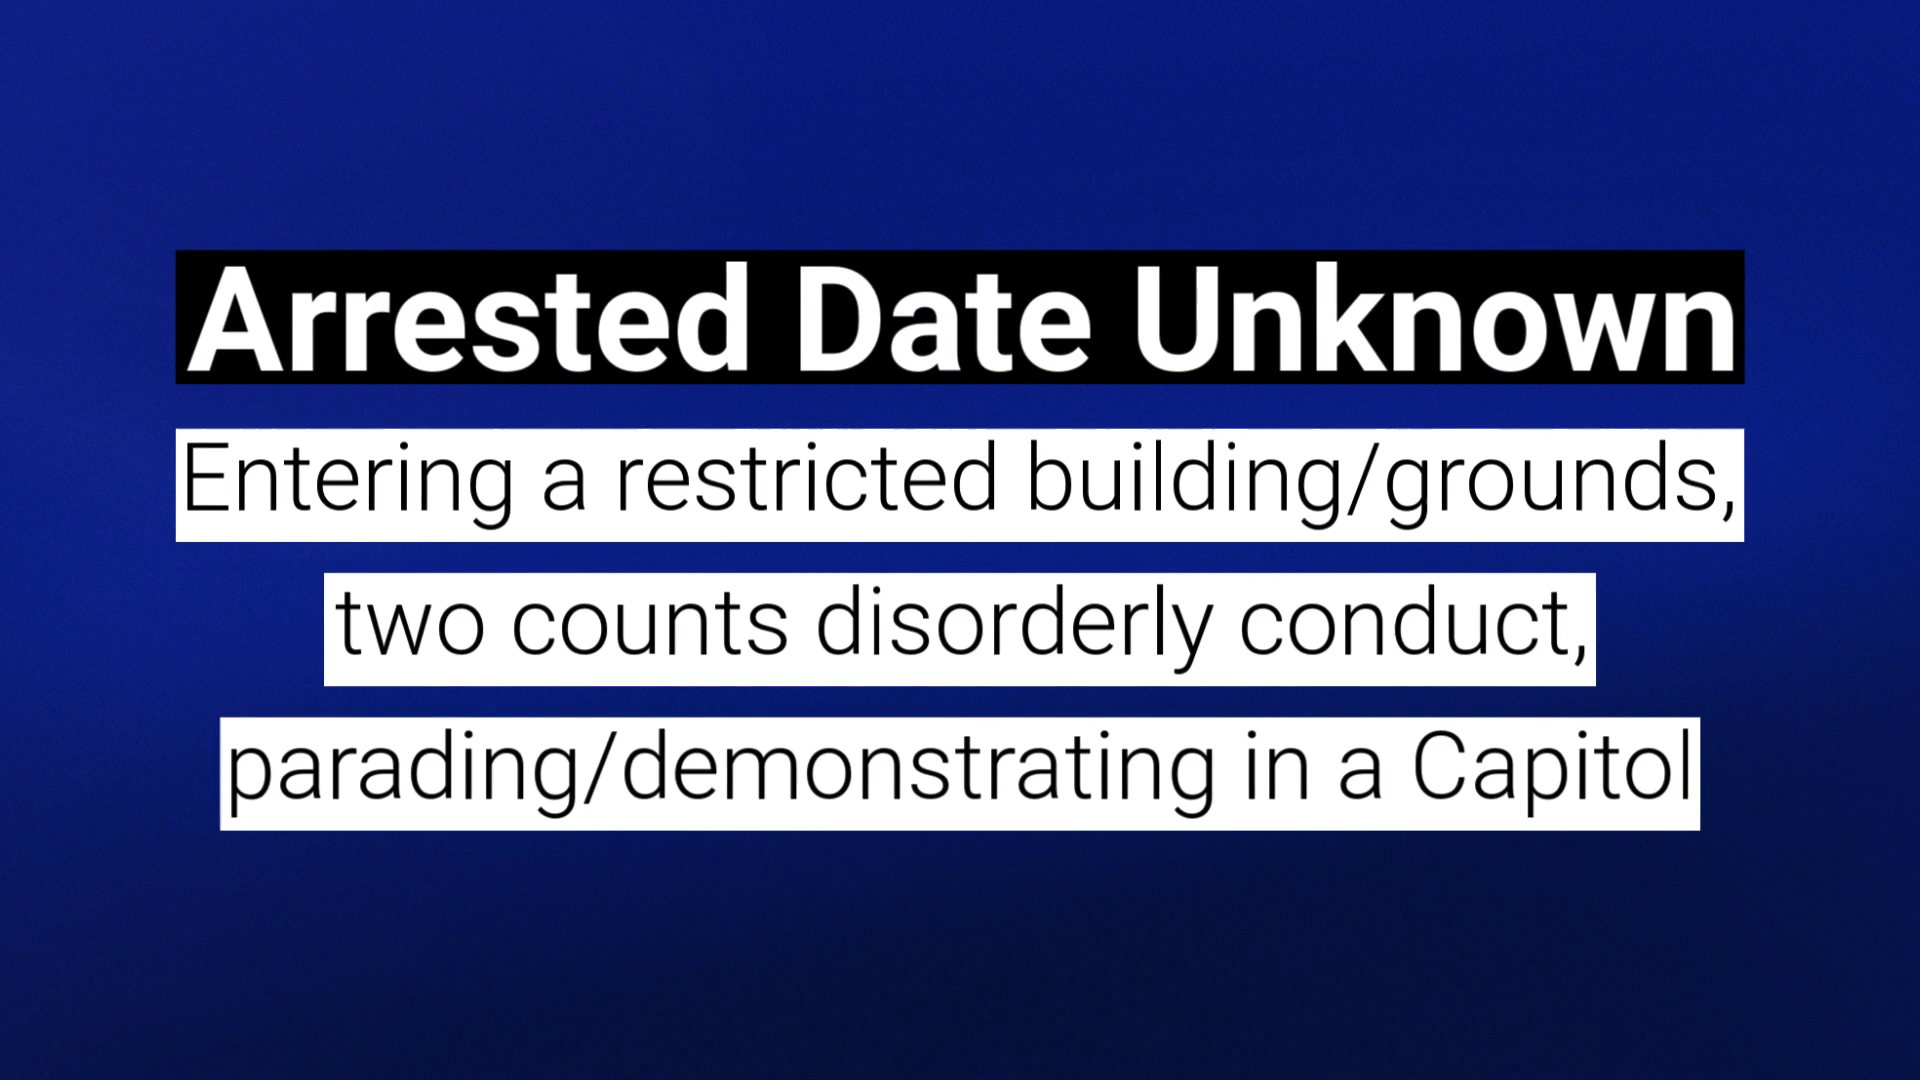 Arrested Date Unknown
Entering a restricted building/grounds,
two counts disorderly conduct,
parading/demonstrating in a Capitol